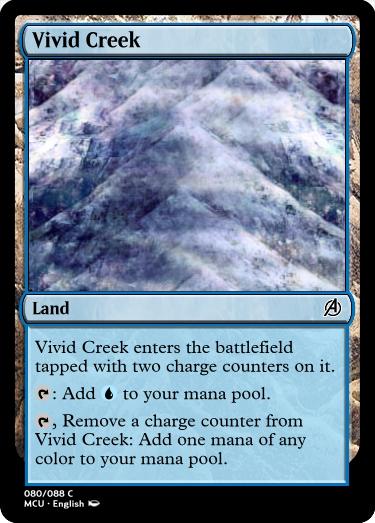 Vivid Creek
Land
Vivid Creek enters the battlefield
tapped with two charge counters on it.
: Add to your mana pool.
, Remove a charge counter from
Vivid Creek: Add one mana of any
color to your mana pool.
080/088 C
MCU • English